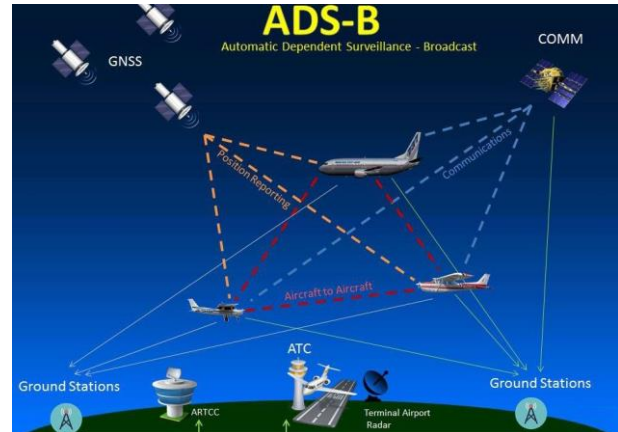 ADS-B
Automatic Dependent Surveillance - Broadcast
COMM
GNSS
Position Reporting
Communications
Aircraft to Aircraft
ATC
Ground Stations
Ground Stations
ARTCC
Terminal Airport
Radar